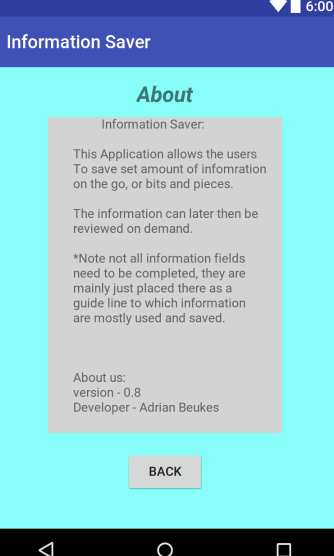 6:00
Information Saver
About
Information Saver:
This Application allows the users
To save set amount of infomration
on the go, or bits and pieces.
The information can later then be
reviewed on demand.
*Note not all information fields
need to be completed, they are
mainly just placed there as a
guide line to which information
are mostly used and saved.
About us:
version - 0.8
Developer - Adrian Beukes
BACK